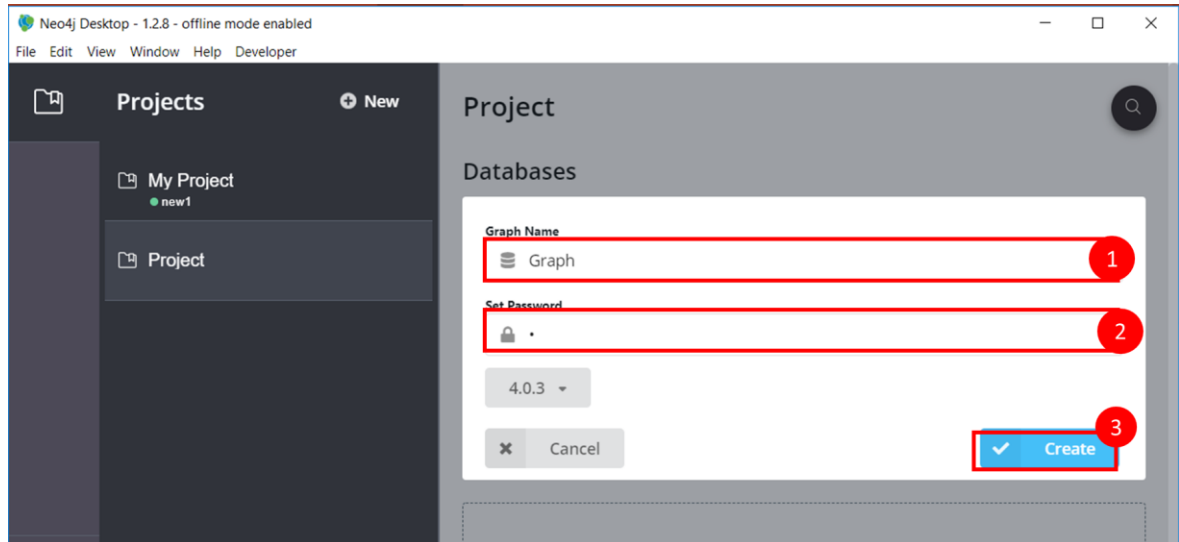 Neo4j Desktop - 1.2.8 - offline mode enabled
File Edit View Window Help Developer
Projects
New
My Project
new1
Project
Project
Databases
Graph Name
Graph
1
Set Password
2
4.0.3
Cancel
Create
3